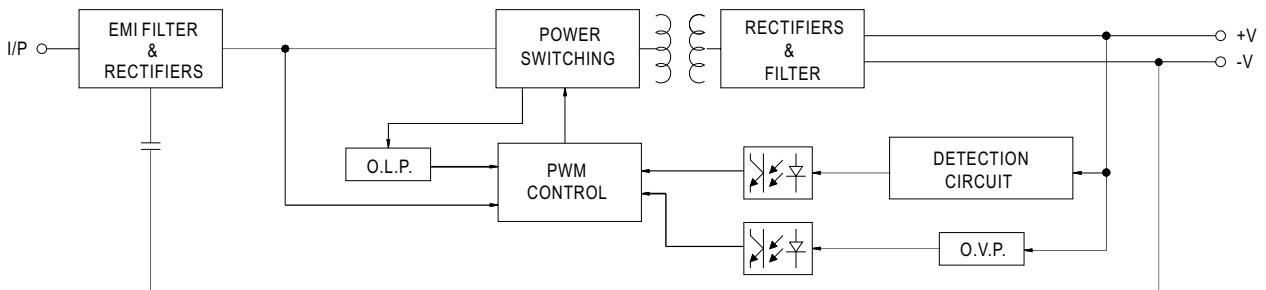 I/P
EMI FILTER
&
RECTIFIERS
POWER
SWITCHING
RECTIFIERS
&
FILTER
+V
-V
O.L.P.
PWM
CONTROL
DETECTION
CIRCUIT
O.V.P.